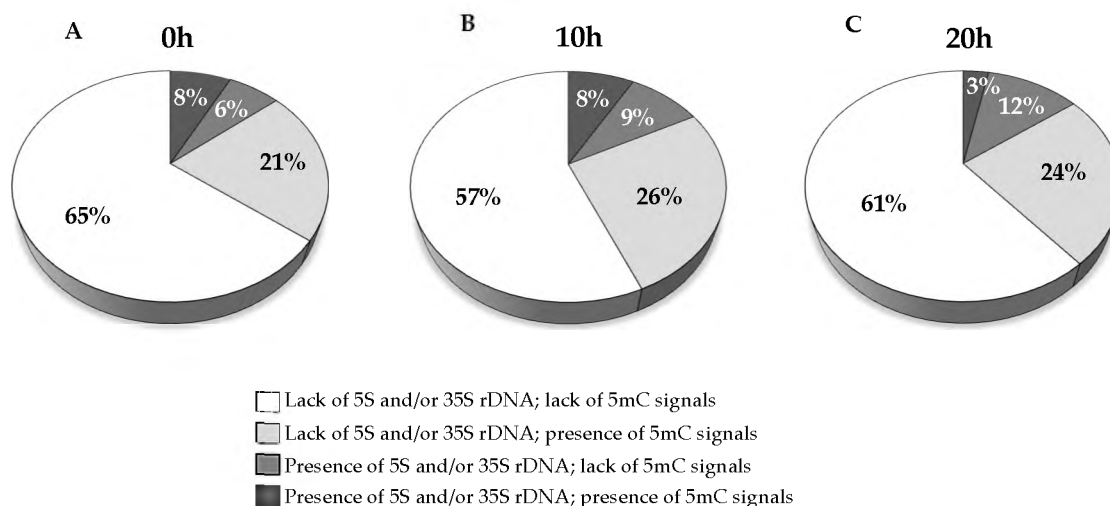 A
0h
8%
6%
21%
65%
B
10h
8%
9%
26%
57%
C
20h
3%
12%
24%
61%
Lack of 5S and/or 35S rDNA; lack of 5mC signals
Lack of 5S and/or 35S rDNA; presence of 5mC signals
Presence of 5S and/or 35S rDNA; lack of 5mC signals
Presence of 5S and/or 35S rDNA; presence of 5mC signals